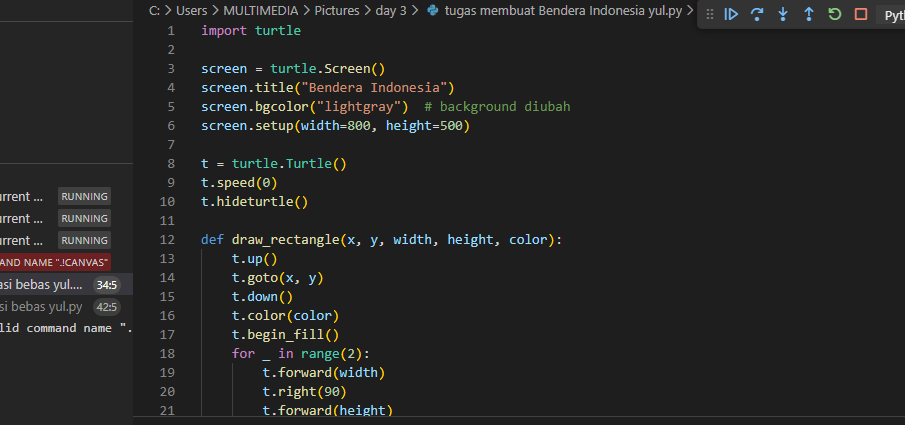 C: > Users > MULTIMEDIA > Pictures > day 3 > tugas membuat Bendera Indonesia yul.py >
Pyt
1 import turtle
2
3 screen = turtle.Screen()
4 screen.title("Bendera Indonesia")
5 screen.bgcolor("lightgray")  # background diubah
6 screen.setup(width=800, height=500)
7
8 t = turtle.Turtle()
9 t.speed(0)
10 t.hideturtle()
11
12 def draw_rectangle(x, y, width, height, color):
13     t.up()
14     t.goto(x, y)
15     t.down()
16     t.color(color)
17     t.begin_fill()
18     for _ in range(2):
19         t.forward(width)
20         t.right(90)
21         t.forward(height)
urrent ... RUNNING
urrent ... RUNNING
urrent ... RUNNING
AND NAME ".!CANVAS"
asi bebas yul.... 34:5
si bebas yul.py 42:5
lid command name ".